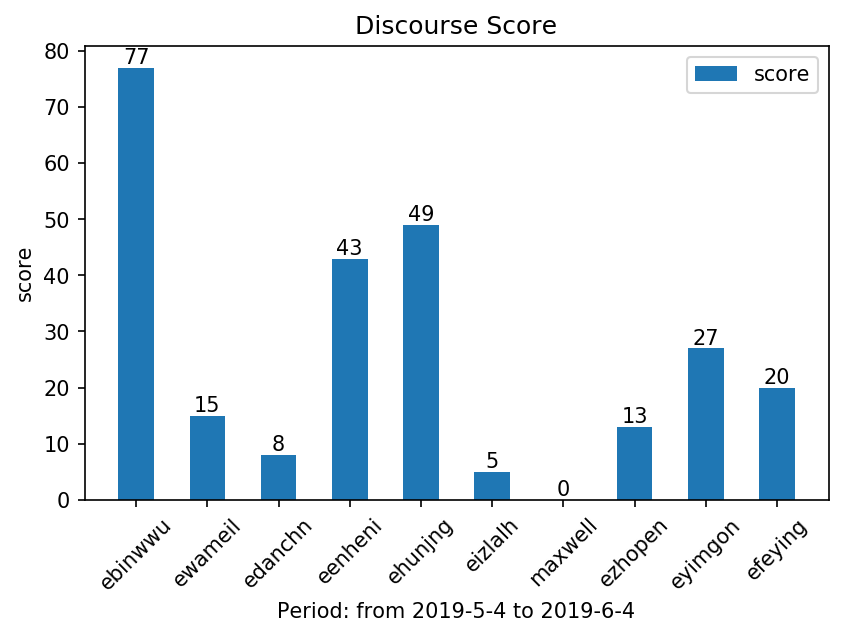 Discourse Score
score
80
70
60
50
40
30
20
10
0
score
77
15
8
43
49
5
0
13
27
20
ebinwwu
ewameil
edanchn
eenheni
ehunjng
eizlalh
maxwell
ezhopen
eyimgon
efeying
Period: from 2019-5-4 to 2019-6-4